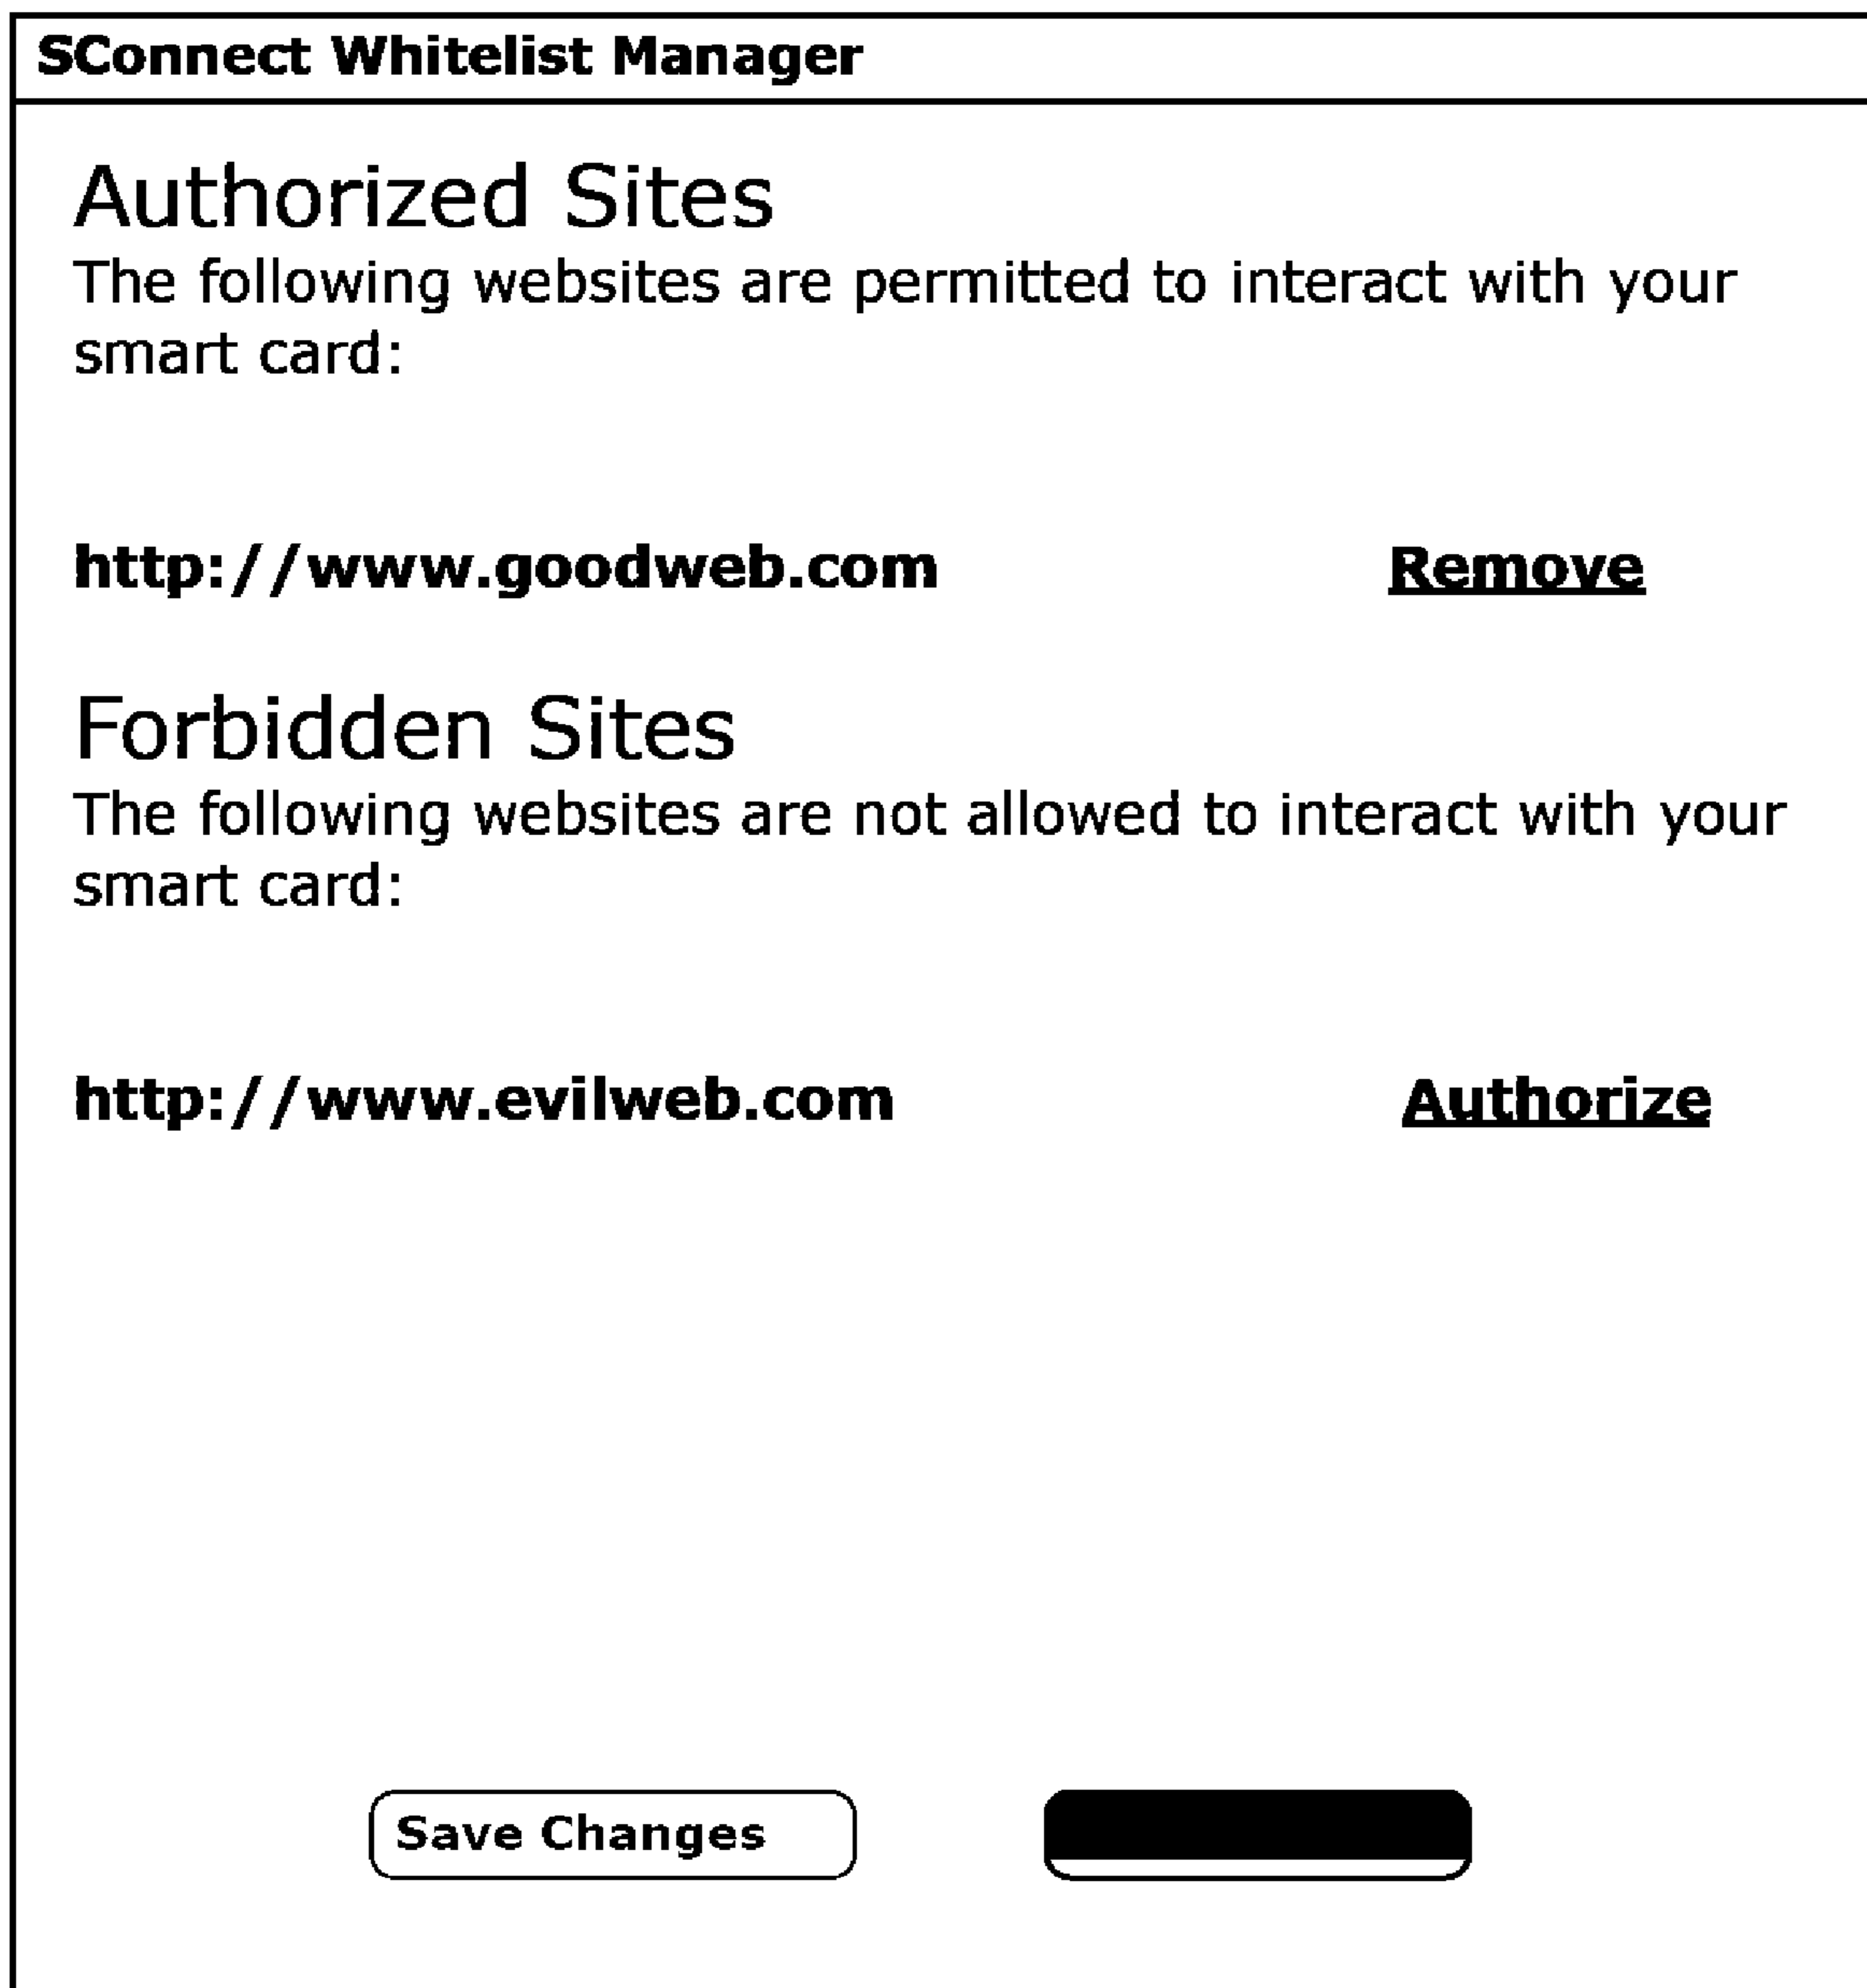 SConnect Whitelist Manager
Authorized Sites
The following websites are permitted to interact with your
smart card:
http://www.goodweb.com Remove
Forbidden Sites
The following websites are not allowed to interact with your
smart card:
http://www.evilweb.com Authorize
Save Changes